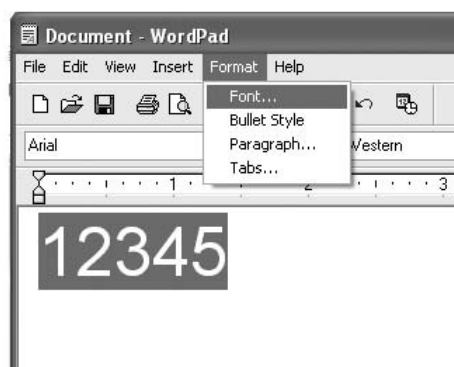 Document - WordPad
File Edit View Insert Format Help
Font...
Bullet Style
Paragraph...
Tabs...
Arial
Western
1 2 3
12345